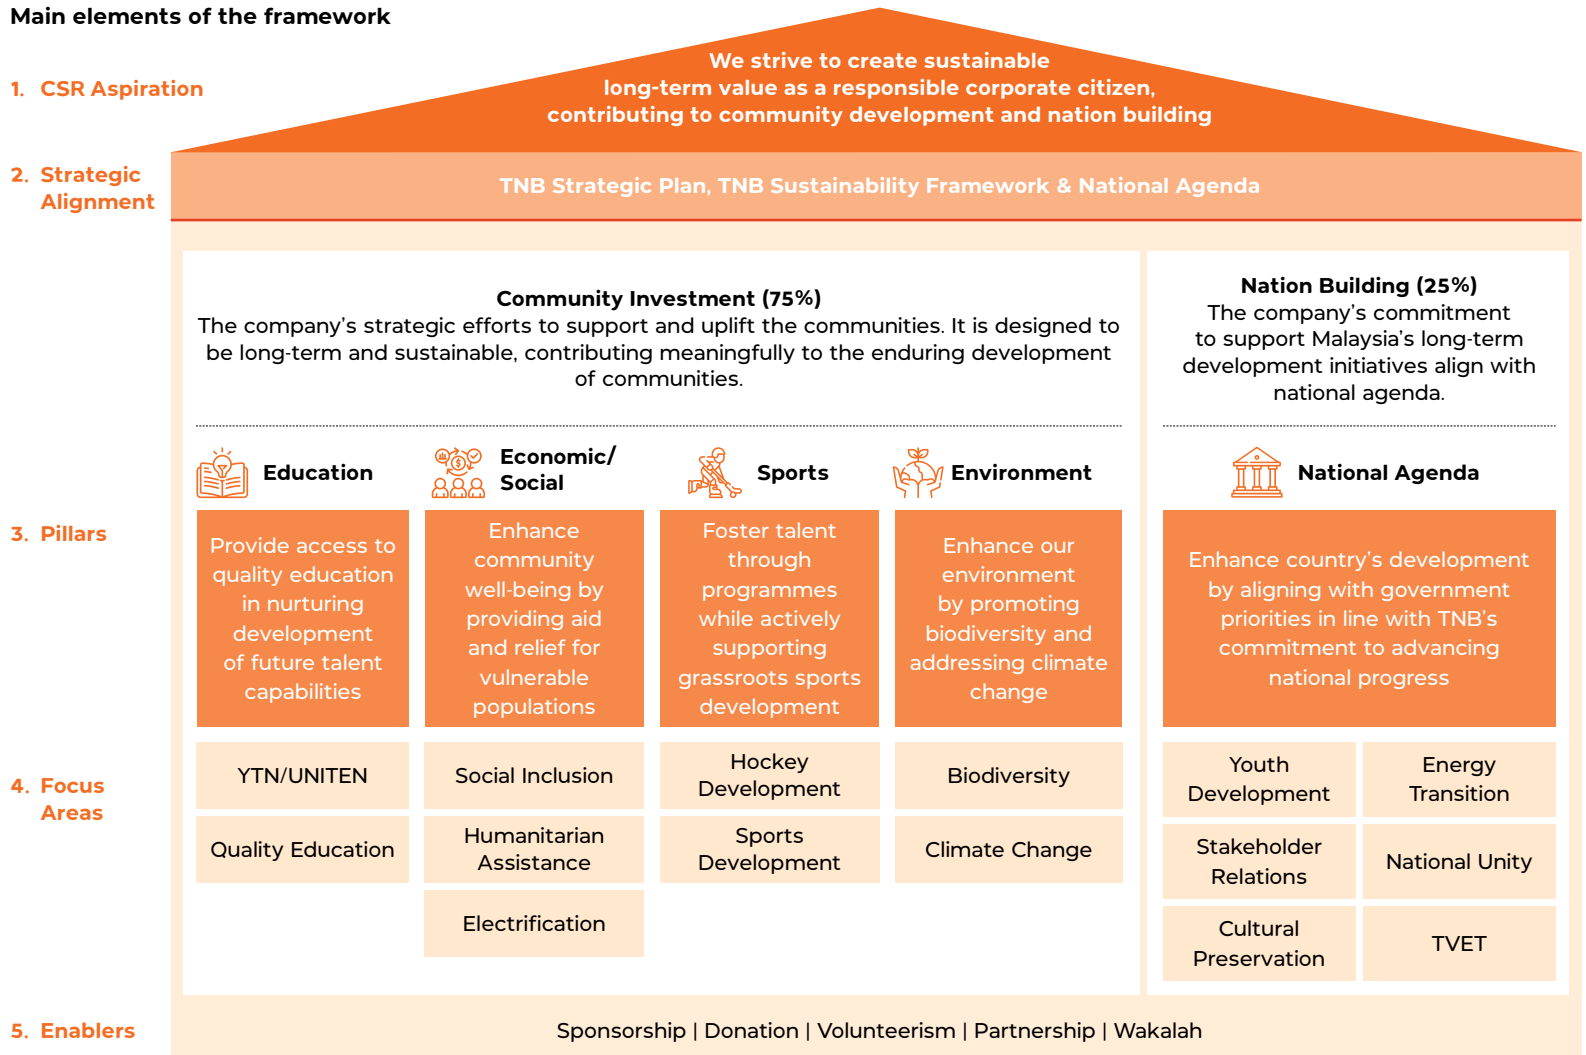 Main elements of the framework
1. CSR Aspiration
We strive to create sustainable
long-term value as a responsible corporate citizen,
contributing to community development and nation building
2. Strategic
Alignment
TNB Strategic Plan, TNB Sustainability Framework & National Agenda
Community Investment (75%)
The company's strategic efforts to support and uplift the communities. It is designed to
be long-term and sustainable, contributing meaningfully to the enduring development
of communities.
Nation Building (25%)
The company's commitment
to support Malaysia's long-term
development initiatives align with
national agenda.
3. Pillars
Education
Provide access to
quality education
in nurturing
development
of future talent
capabilities
Economic/
Social
Enhance
community
well-being by
providing aid
and relief for
vulnerable
populations
Sports
Foster talent
through
programmes
while actively
supporting
grassroots sports
development
Environment
Enhance our
environment
by promoting
biodiversity and
addressing climate
change
National Agenda
Enhance country's development
by aligning with government
priorities in line with TNB's
commitment to advancing
national progress
4. Focus
Areas
YTN/UNITEN
Quality Education
Social Inclusion
Humanitarian
Assistance
Electrification
Hockey
Development
Sports
Development
Biodiversity
Climate Change
Youth
Development
Energy
Transition
Stakeholder
Relations
National Unity
Cultural
Preservation
TVET
5. Enablers
Sponsorship | Donation | Volunteerism | Partnership | Wakalah